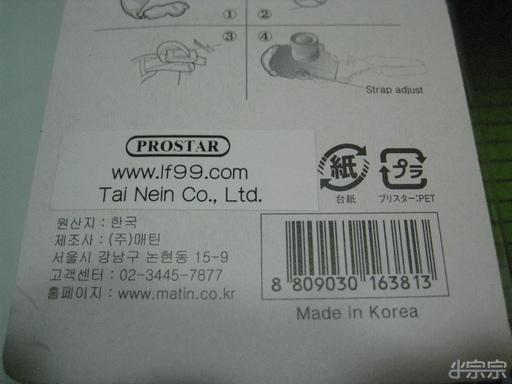 ① ②
③ ④
Strap adjust
PROSTAR
www.lf99.com
Tai Nein Co., Ltd.
紙
台紙
プラ
ブリスター:PET
원산지 : 한국
제조사 : (주)매틴
서울시 강남구 논현동 15-9
고객센터 : 02-3445-7877
홈페이지 : www.matin.co.kr
8 809030 163813
Made in Korea
小宗宗